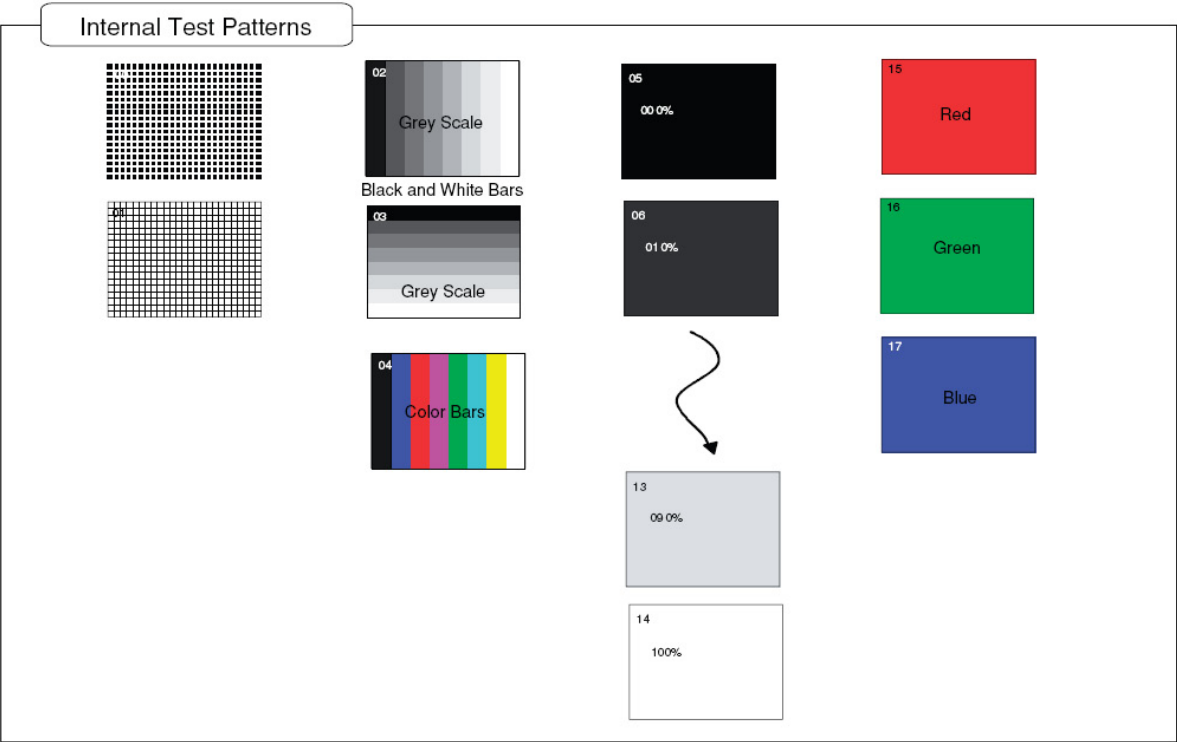 Internal Test Patterns
01
02
Grey Scale
Black and White Bars
03
Grey Scale
04
Color Bars
05
00 0%
06
01 0%
13
09 0%
14
100%
15
Red
16
Green
17
Blue